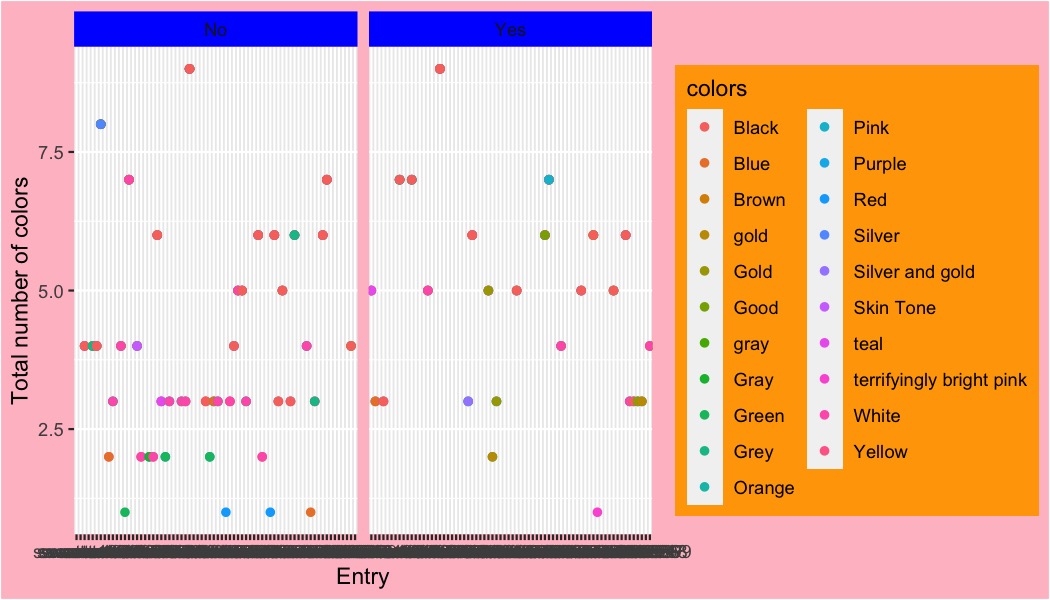 No
Yes
7.5
5.0
2.5
Total number of colors
Entry
colors
Black
Blue
Brown
gold
Gold
Good
gray
Gray
Green
Grey
Orange
Pink
Purple
Red
Silver
Silver and gold
Skin Tone
teal
terrifyingly bright pink
White
Yellow